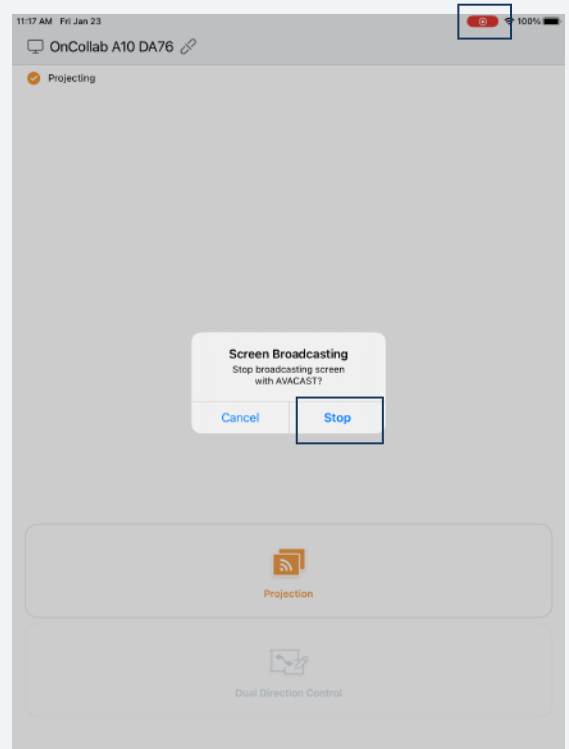 11:17 AM Fri Jan 23
100%
OnCollab A10 DA76
Projecting
Screen Broadcasting
Stop broadcasting screen
with AVACAST?
Cancel Stop
Projection
Dual Direction Control